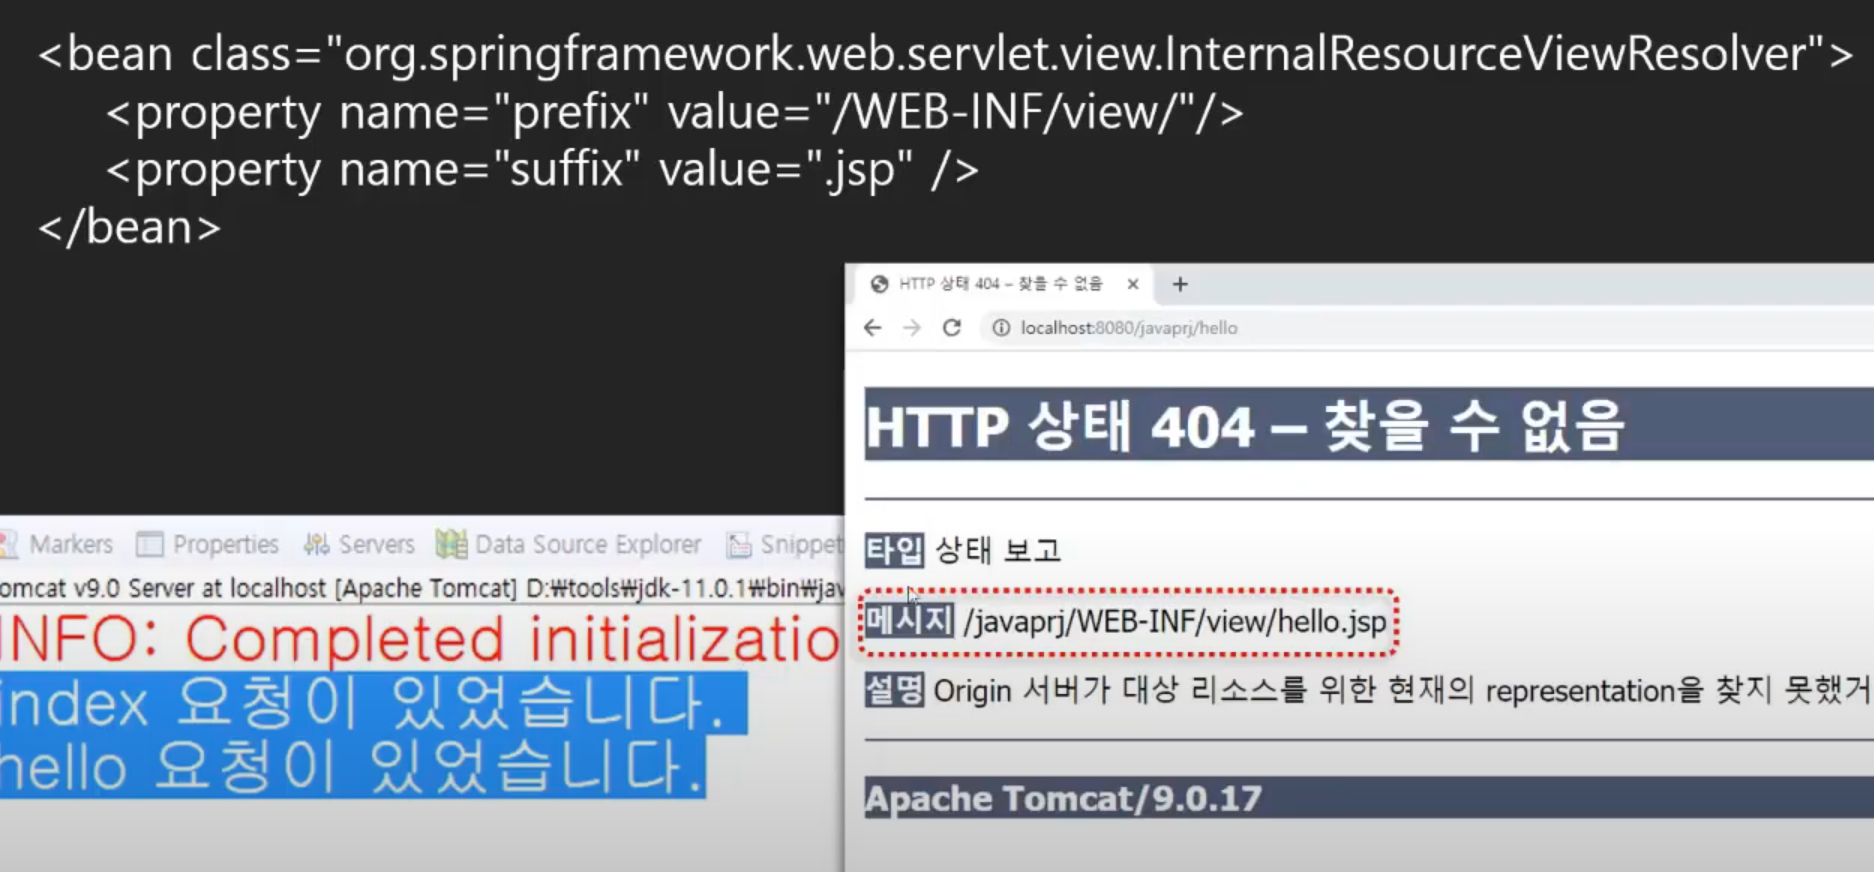 <bean class="org.springframework.web.servlet.view.InternalResourceViewResolver">
<property name="prefix" value="/WEB-INF/view/"/>
<property name="suffix" value=".jsp" />
</bean>
HTTP 상태 404 – 찾을 수 없음
localhost:8080/javaprj/hello
HTTP 상태 404 – 찾을 수 없음
타입 상태 보고
메시지 /javaprj/WEB-INF/view/hello.jsp
설명 Origin 서버가 대상 리소스를 위한 현재의 representation을 찾지 못했거
Apache Tomcat/9.0.17
Markers Properties Servers Data Source Explorer Snippet
omcat v9.0 Server at localhost [Apache Tomcat] D:₩tools₩jdk-11.0.1₩bin₩jav
INFO: Completed initializatio
index 요청이 있었습니다.
hello 요청이 있었습니다.